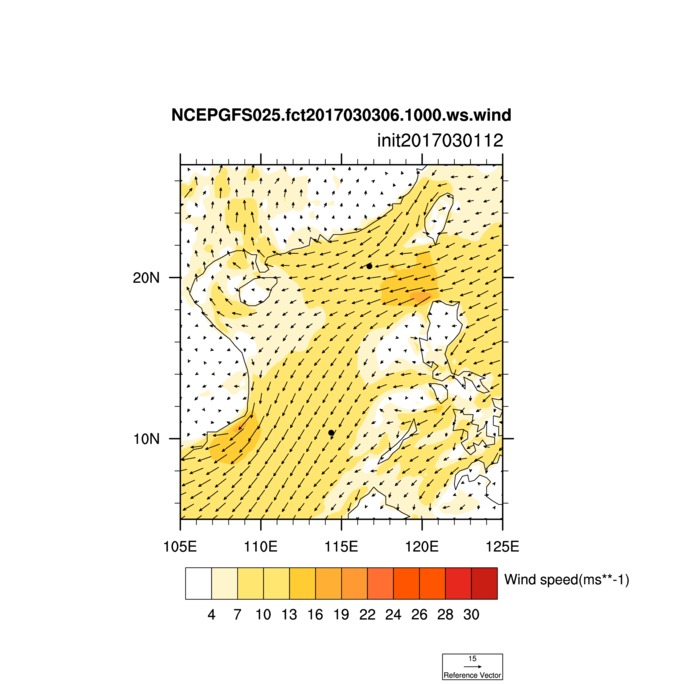 NCEPGFS025.fct2017030306.1000.ws.wind
init2017030112
20N
10N
105E 110E 115E 120E 125E
Wind speed(ms**-1)
4 7 10 13 16 19 22 24 26 28 30
15
Reference Vector